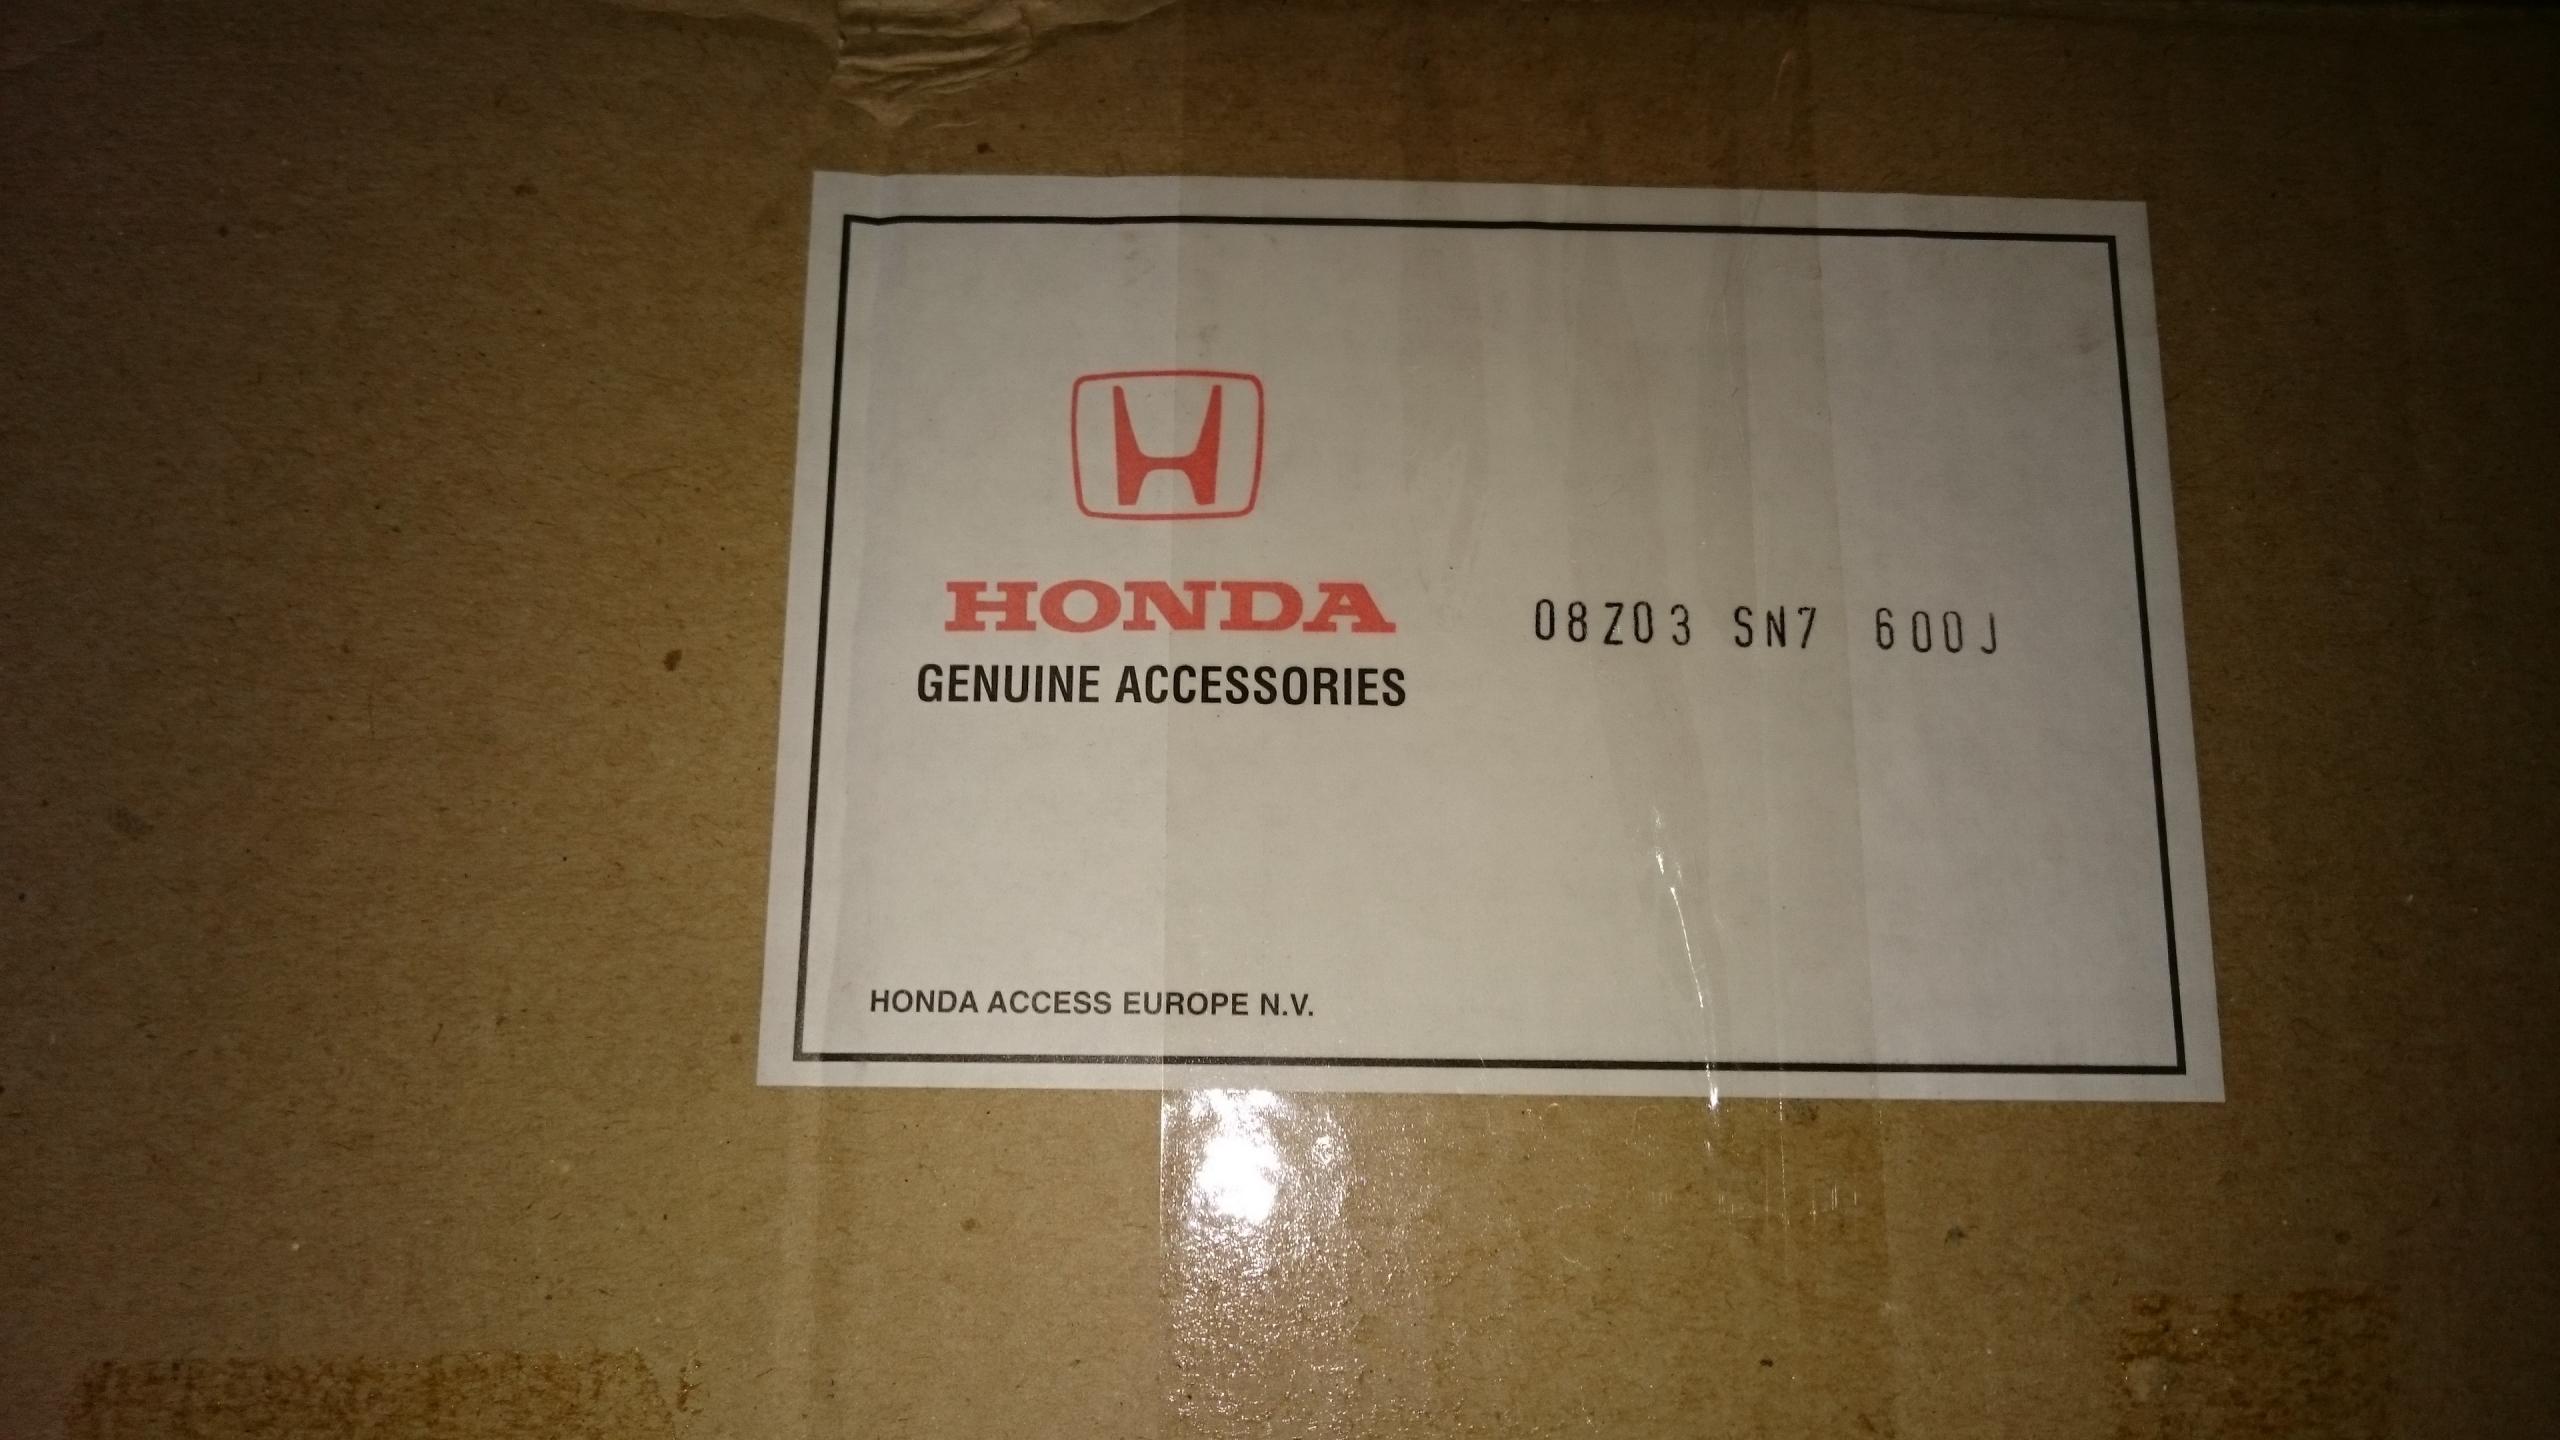 HONDA
GENUINE ACCESSORIES
08Z03 SN7 600J
HONDA ACCESS EUROPE N.V.